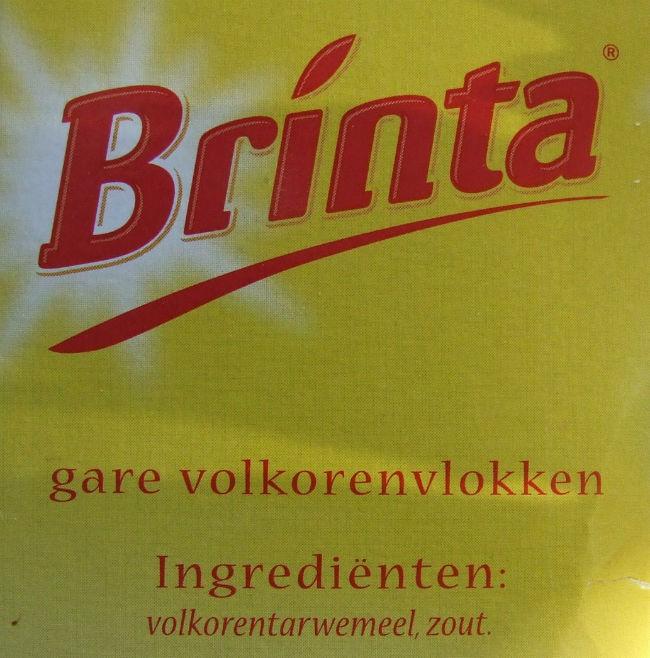 Brinta®
gare volkorenvlokken
Ingrediënten:
volkorentarwemeel, zout.